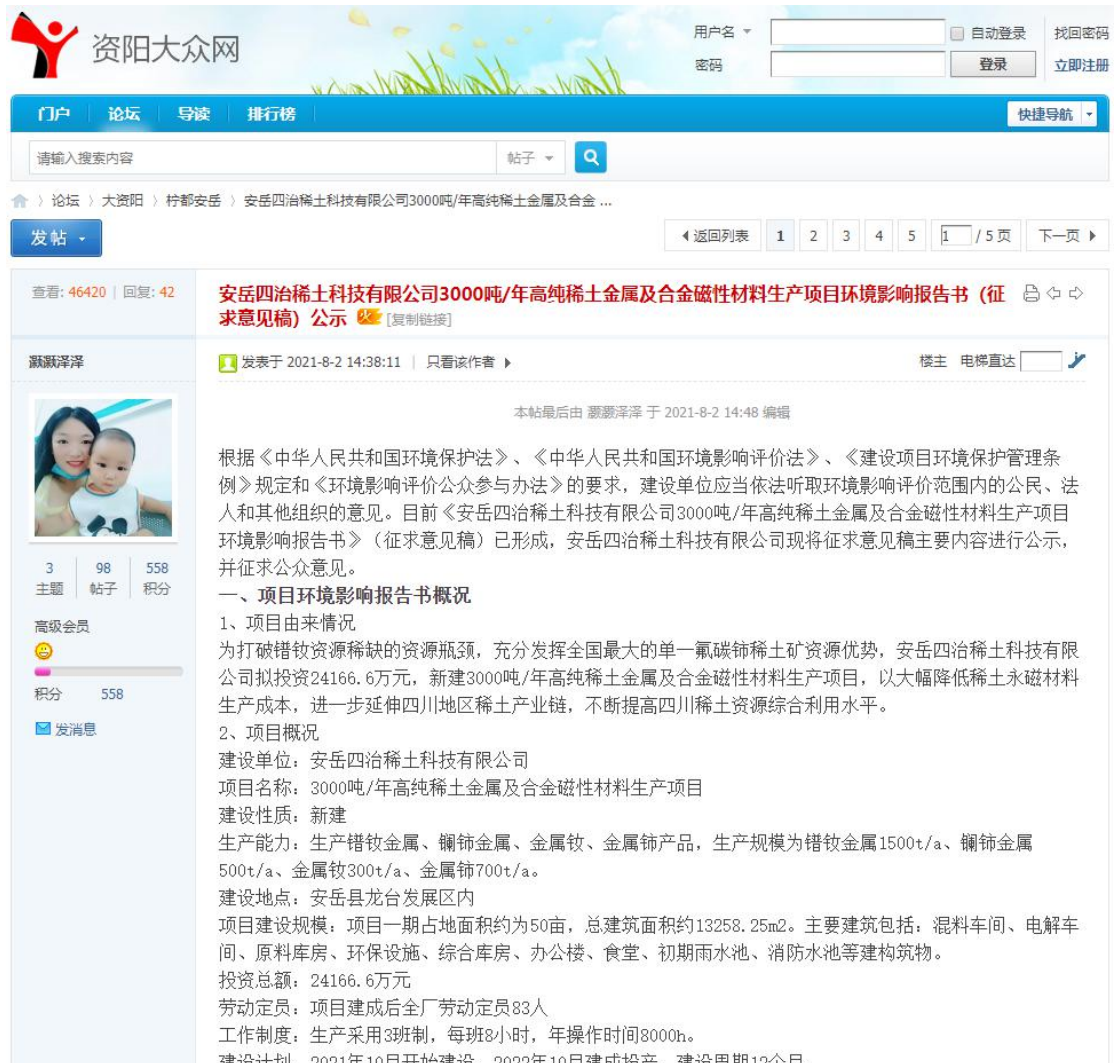 资阳大众网
用户名
自动登录 找回密码
密码 登录 立即注册
门户 论坛 导读 排行榜 快捷导航
请输入搜索内容 帖子
论坛 〉 大资阳 〉 柠都安岳 〉 安岳四治稀土科技有限公司3000吨/年高纯稀土金属及合金 ...
发帖 返回列表 1 2 3 4 5 1 / 5 页 下一页
查看: 46420 | 回复: 42
安岳四治稀土科技有限公司3000吨/年高纯稀土金属及合金磁性材料生产项目环境影响报告书（征
求意见稿）公示 火 [复制链接]
灏灏泽泽
发表于 2021-8-2 14:38:11 | 只看该作者 楼主 电梯直达
3 98 558
主题 帖子 积分
高级会员
积分 558
发消息
本帖最后由 灏灏泽泽 于 2021-8-2 14:48 编辑
根据《中华人民共和国环境保护法》、《中华人民共和国环境影响评价法》、《建设项目环境保护管理条
例》规定和《环境影响评价公众参与办法》的要求，建设单位应当依法听取环境影响评价范围内的公民、法
人和其他组织的意见。目前《安岳四治稀土科技有限公司3000吨/年高纯稀土金属及合金磁性材料生产项目
环境影响报告书》（征求意见稿）已形成，安岳四治稀土科技有限公司现将征求意见稿主要内容进行公示，
并征求公众意见。
一、项目环境影响报告书概况
1、项目由来情况
为打破镨钕资源稀缺的资源瓶颈，充分发挥全国最大的单一氟碳铈稀土矿资源优势，安岳四治稀土科技有限
公司拟投资24166.6万元，新建3000吨/年高纯稀土金属及合金磁性材料生产项目，以大幅降低稀土永磁材料
生产成本，进一步延伸四川地区稀土产业链，不断提高四川稀土资源综合利用水平。
2、项目概况
建设单位：安岳四治稀土科技有限公司
项目名称：3000吨/年高纯稀土金属及合金磁性材料生产项目
建设性质：新建
生产能力：生产镨钕金属、镧铈金属、金属钕、金属铈产品，生产规模为镨钕金属1500t/a、镧铈金属
500t/a、金属钕300t/a、金属铈700t/a。
建设地点：安岳县龙台发展区内
项目建设规模：项目一期占地面积约为50亩，总建筑面积约13258.25m2。主要建筑包括：混料车间、电解车
间、原料库房、环保设施、综合库房、办公楼、食堂、初期雨水池、消防水池等建构筑物。
投资总额：24166.6万元
劳动定员：项目建成后全厂劳动定员83人
工作制度：生产采用3班制，每班8小时，年操作时间8000h。
建设计划：2021年10月开始建设，2022年10月建成投产，建设周期12个月